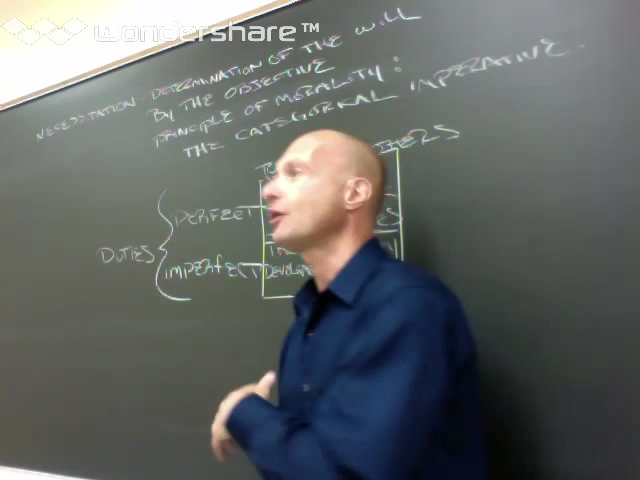 wondershare™
NECESSITATION - DETERMINATION OF THE WILL
BY THE OBJECTIVE
PRINCIPLE OF MORALITY:
THE CATEGORICAL IMPERATIVE.
DUTIES
PERFECT
IMPERFECT